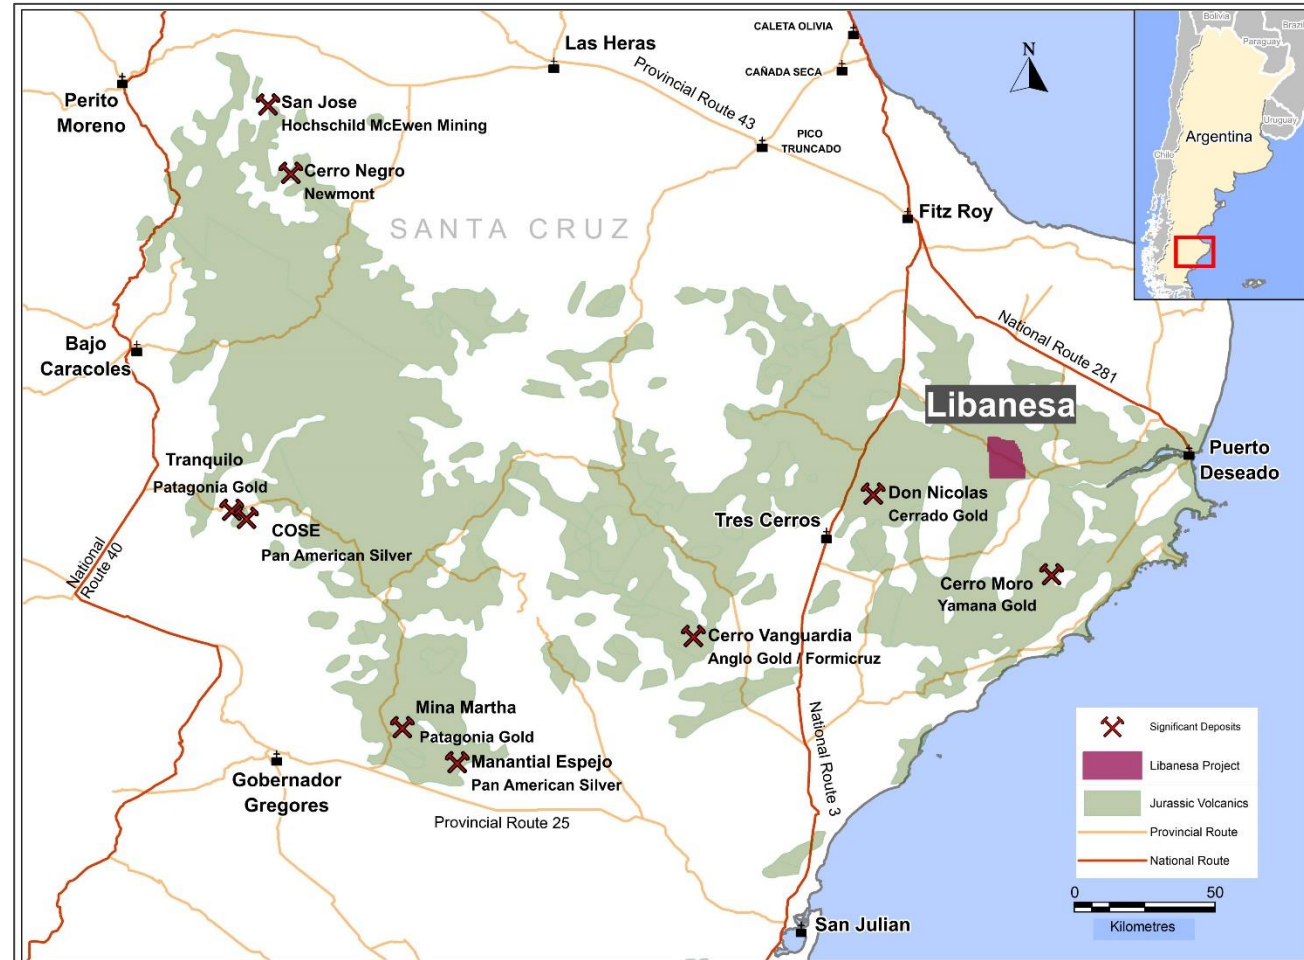 CALETA OLIVIA
Las Heras
CAÑADA SECA
N
Perito
Moreno
San Jose
Hochschild McEwen Mining
Provincial Route 43
PICO
TRUNCADO
Cerro Negro
Newmont
SANTA CRUZ
Fitz Roy
Bolivia
Brazil
Paraguay
Uruguay
Argentina
Chile
Bajo
Caracoles
National Route 281
Libanesa
Puerto
Deseado
Tranquilo
Patagonia Gold
COSE
Pan American Silver
National
Route 40
Don Nicolas
Cerrado Gold
Tres Cerros
Cerro Moro
Yamana Gold
Cerro Vanguardia
Anglo Gold / Formicruz
Mina Martha
Patagonia Gold
Manantial Espejo
Pan American Silver
National Route 3
Gobernador
Gregores
Provincial Route 25
San Julian
Significant Deposits
Libanesa Project
Jurassic Volcanics
Provincial Route
National Route
0 50
Kilometres